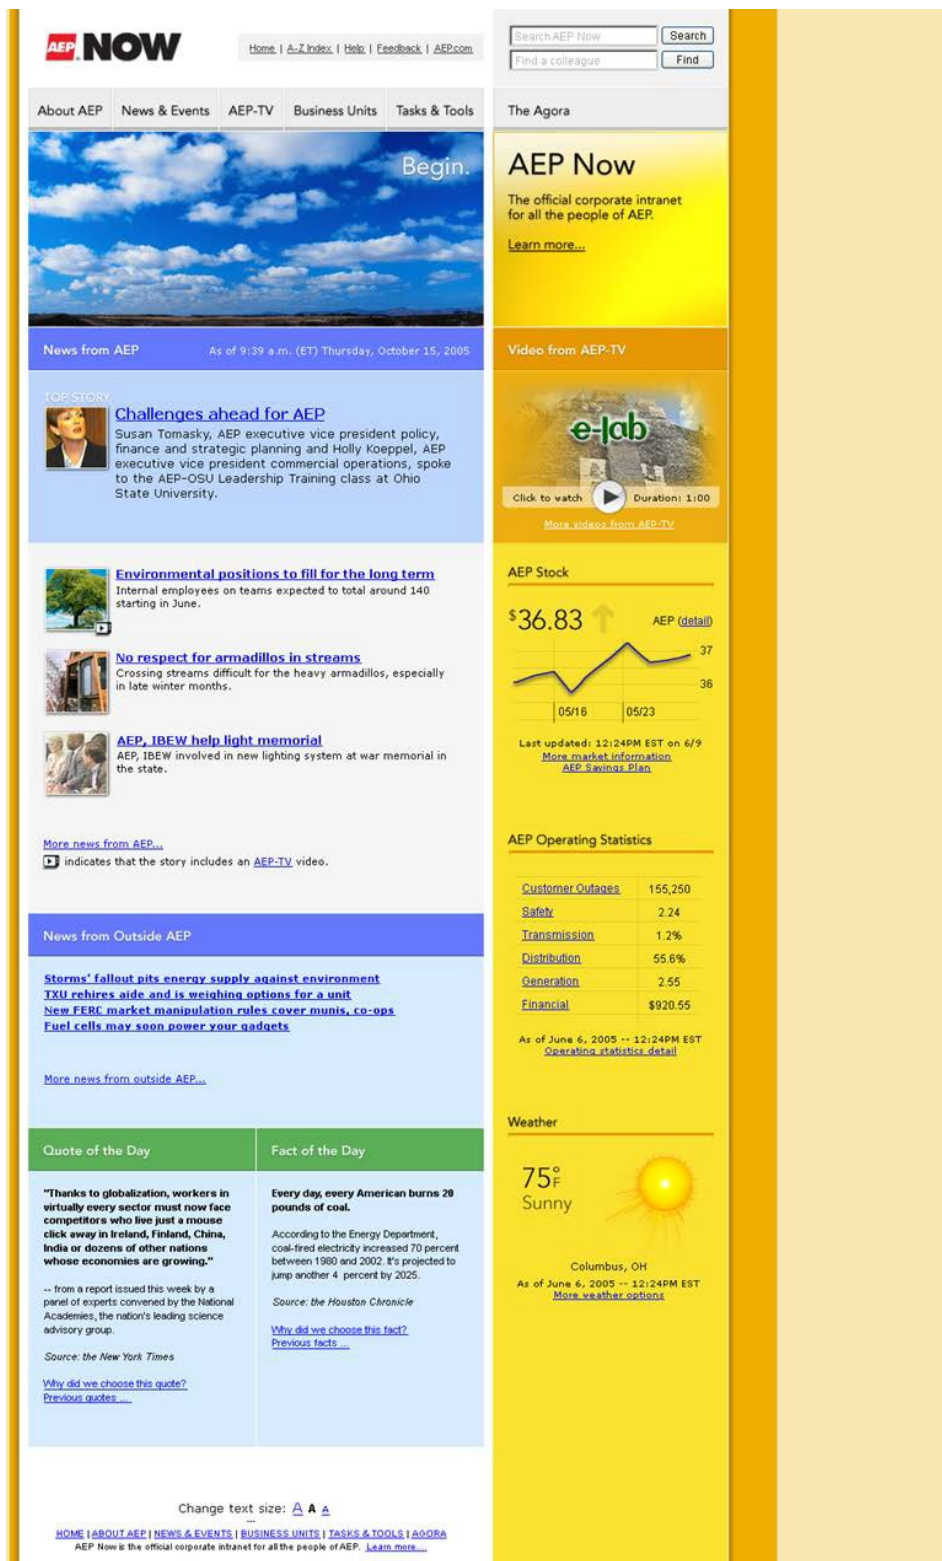 AEP NOW
Home | A-Z Index | Help | Feedback | AEP.com
Search AEP Now
Search
Find a colleague
Find
About AEP
News & Events
AEP-TV
Business Units
Tasks & Tools
The Agora
Begin.
AEP Now
The official corporate intranet
for all the people of AEP.
Learn more...
News from AEP
As of 9:39 a.m. (ET) Thursday, October 15, 2005
TOP STORY
Challenges ahead for AEP
Susan Tomasky, AEP executive vice president policy,
finance and strategic planning and Holly Koeppel, AEP
executive vice president commercial operations, spoke
to the AEP-OSU Leadership Training class at Ohio
State University.
Video from AEP-TV
e-lab
Click to watch
Duration: 1:00
More videos from AEP-TV
Environmental positions to fill for the long term
Internal employees on teams expected to total around 140
starting in June.
No respect for armadillos in streams
Crossing streams difficult for the heavy armadillos, especially
in late winter months.
AEP, IBEW help light memorial
AEP, IBEW involved in new lighting system at war memorial in
the state.
More news from AEP...
indicates that the story includes an AEP-TV video.
AEP Stock
$36.83
AEP (detail)
37
36
05/16
05/23
Last updated: 12:24PM EST on 6/9
More market information
AEP Savings Plan
AEP Operating Statistics
Customer Outages 155,250
Safety 2.24
Transmission 1.2%
Distribution 55.6%
Generation 2.55
Financial $920.55
As of June 6, 2005 -- 12:24PM EST
Operating statistics detail
News from Outside AEP
Storms' fallout pits energy supply against environment
TXU rehires aide and is weighing options for a unit
New FERC market manipulation rules cover munis, co-ops
Fuel cells may soon power your gadgets
More news from outside AEP...
Weather
75°F
Sunny
Columbus, OH
As of June 6, 2005 -- 12:24PM EST
More weather options
Quote of the Day
"Thanks to globalization, workers in
virtually every sector must now face
competitors who live just a mouse
click away in Ireland, Finland, China,
India or dozens of other nations
whose economies are growing."
-- from a report issued this week by a
panel of experts convened by the National
Academies, the nation's leading science
advisory group.
Source: the New York Times
Why did we choose this quote?
Previous quotes ....
Fact of the Day
Every day, every American burns 20
pounds of coal.
According to the Energy Department,
coal-fired electricity increased 70 percent
between 1980 and 2002. It's projected to
jump another 4 percent by 2025.
Source: the Houston Chronicle
Why did we choose this fact?
Previous facts ...
Change text size: A A A
...
HOME | ABOUT AEP | NEWS & EVENTS | BUSINESS UNITS | TASKS & TOOLS | AGORA
AEP Now is the official corporate intranet for all the people of AEP. Learn more....